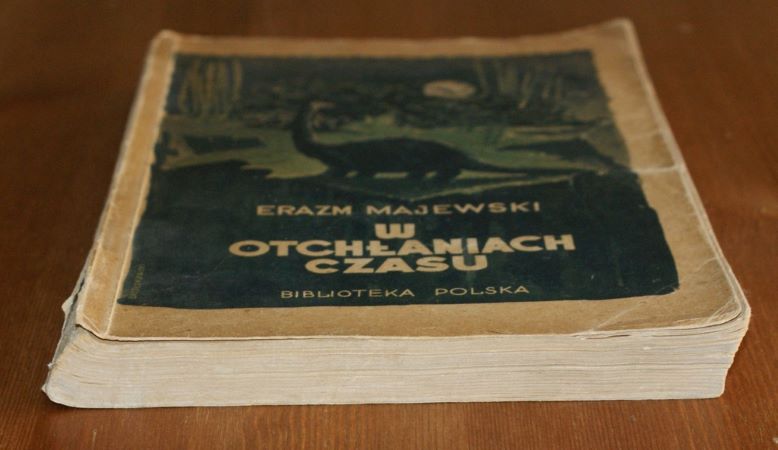 ERAZM MAJEWSKI
W
OTCHŁANIACH
CZASU
BIBLIOTEKA POLSKA